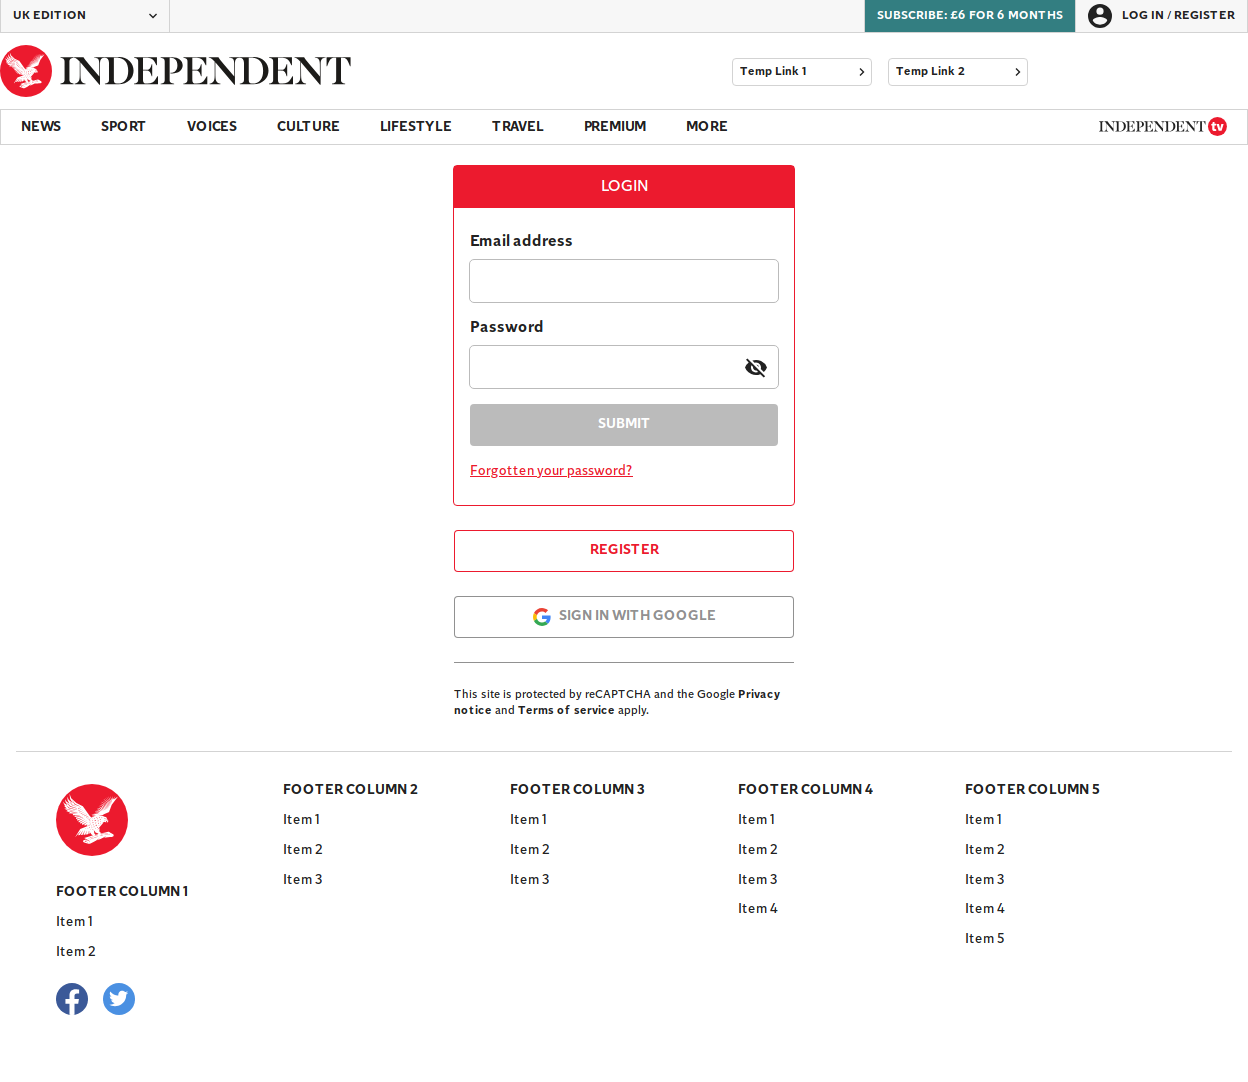 UK EDITION
SUBSCRIBE: £6 FOR 6 MONTHS
LOG IN / REGISTER
INDEPENDENT
Temp Link 1
Temp Link 2
NEWS SPORT VOICES CULTURE LIFESTYLE TRAVEL PREMIUM MORE
INDEPENDENT tv
LOGIN
Email address
Password
SUBMIT
Forgotten your password?
REGISTER
SIGN IN WITH GOOGLE
This site is protected by reCAPTCHA and the Google Privacy
notice and Terms of service apply.
FOOTER COLUMN 1
Item 1
Item 2
FOOTER COLUMN 2
Item 1
Item 2
Item 3
FOOTER COLUMN 3
Item 1
Item 2
Item 3
FOOTER COLUMN 4
Item 1
Item 2
Item 3
Item 4
FOOTER COLUMN 5
Item 1
Item 2
Item 3
Item 4
Item 5